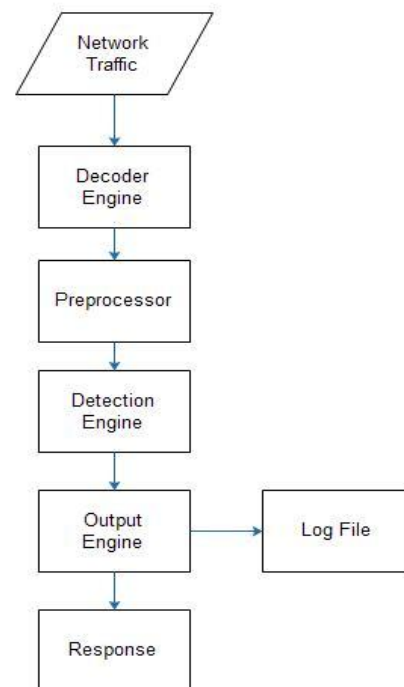 Network
Traffic
Decoder
Engine
Preprocessor
Detection
Engine
Output
Engine
Log File
Response